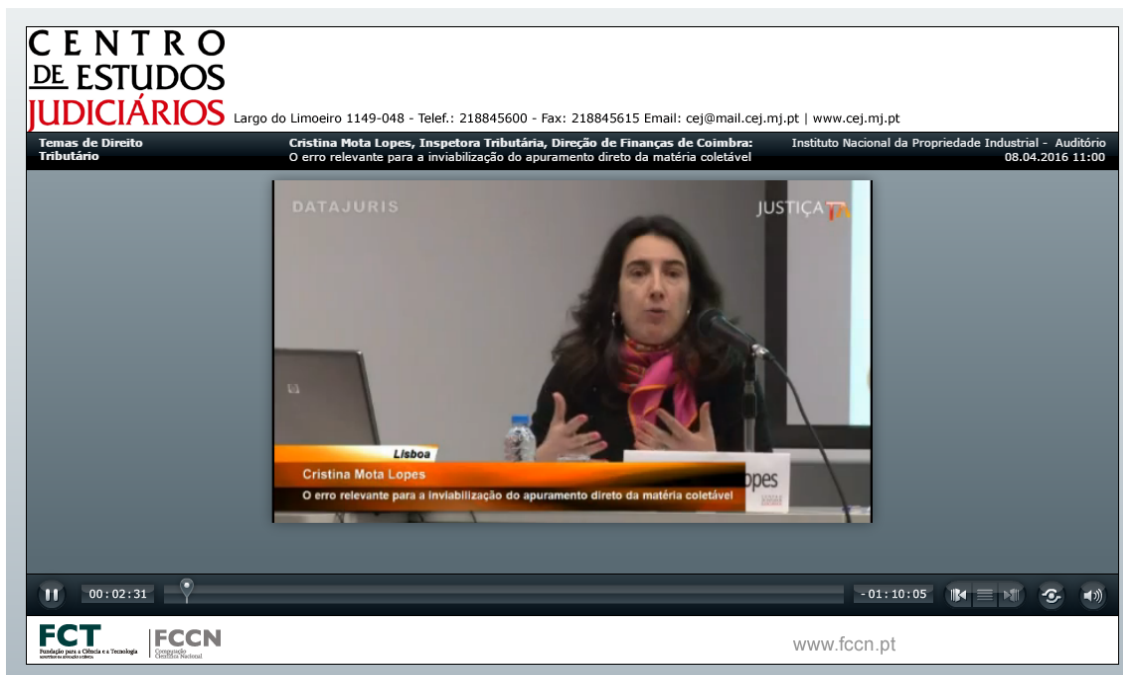 CENTRO
DE ESTUDOS
JUDICIÁRIOS
Largo do Limoeiro 1149-048 - Telef.: 218845600 - Fax: 218845615 Email: cej@mail.cej.mj.pt | www.cej.mj.pt
Temas de Direito
Tributário
Cristina Mota Lopes, Inspetora Tributária, Direção de Finanças de Coimbra:
O erro relevante para a inviabilização do apuramento direto da matéria coletável
Instituto Nacional da Propriedade Industrial - Auditório
08.04.2016 11:00
DATAJURIS
JUSTIÇA TV
Lisboa
Cristina Mota Lopes
O erro relevante para a inviabilização do apuramento direto da matéria coletável
opes
00:02:31
-01:10:05
FCT
Fundação para a Ciência e a Tecnologia
FCCN
Computação
Científica Nacional
www.fccn.pt